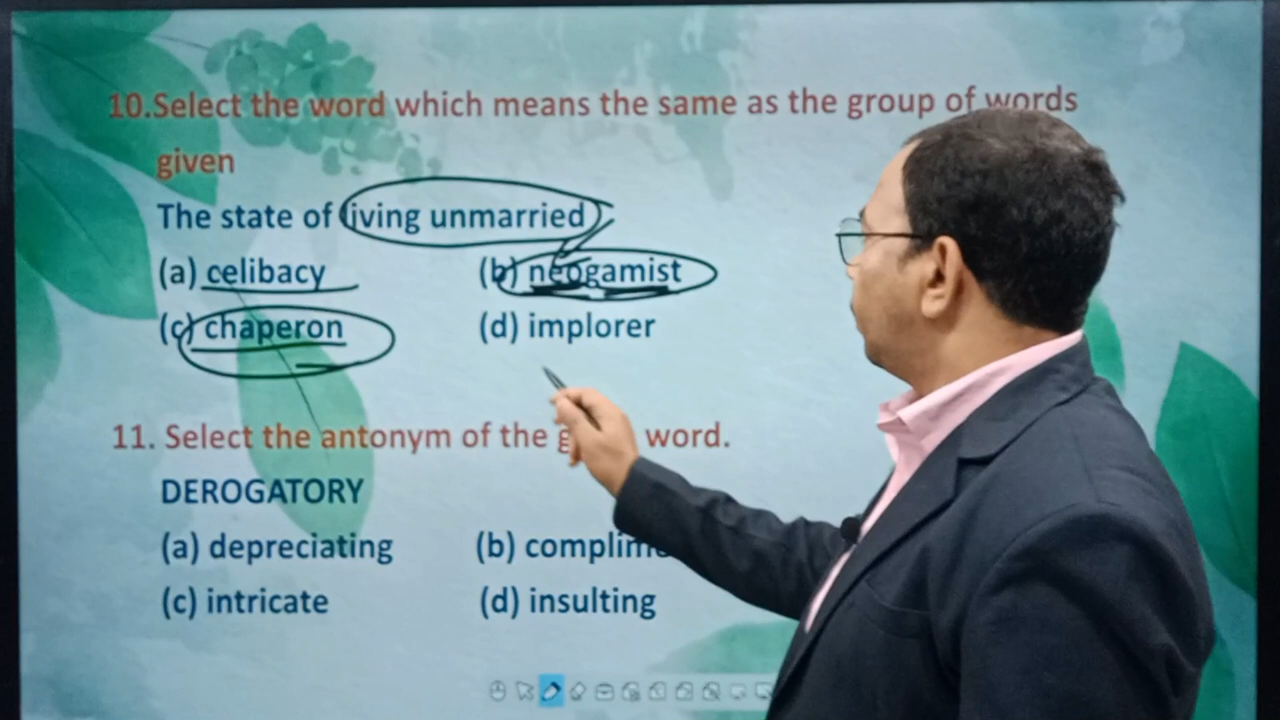 10.Select the word which means the same as the group of words
given
The state of living unmarried
(a) celibacy (b) neogamist
(c) chaperon (d) implorer
11. Select the antonym of the word.
DEROGATORY
(a) depreciating (b)
(c) intricate (d) insulting